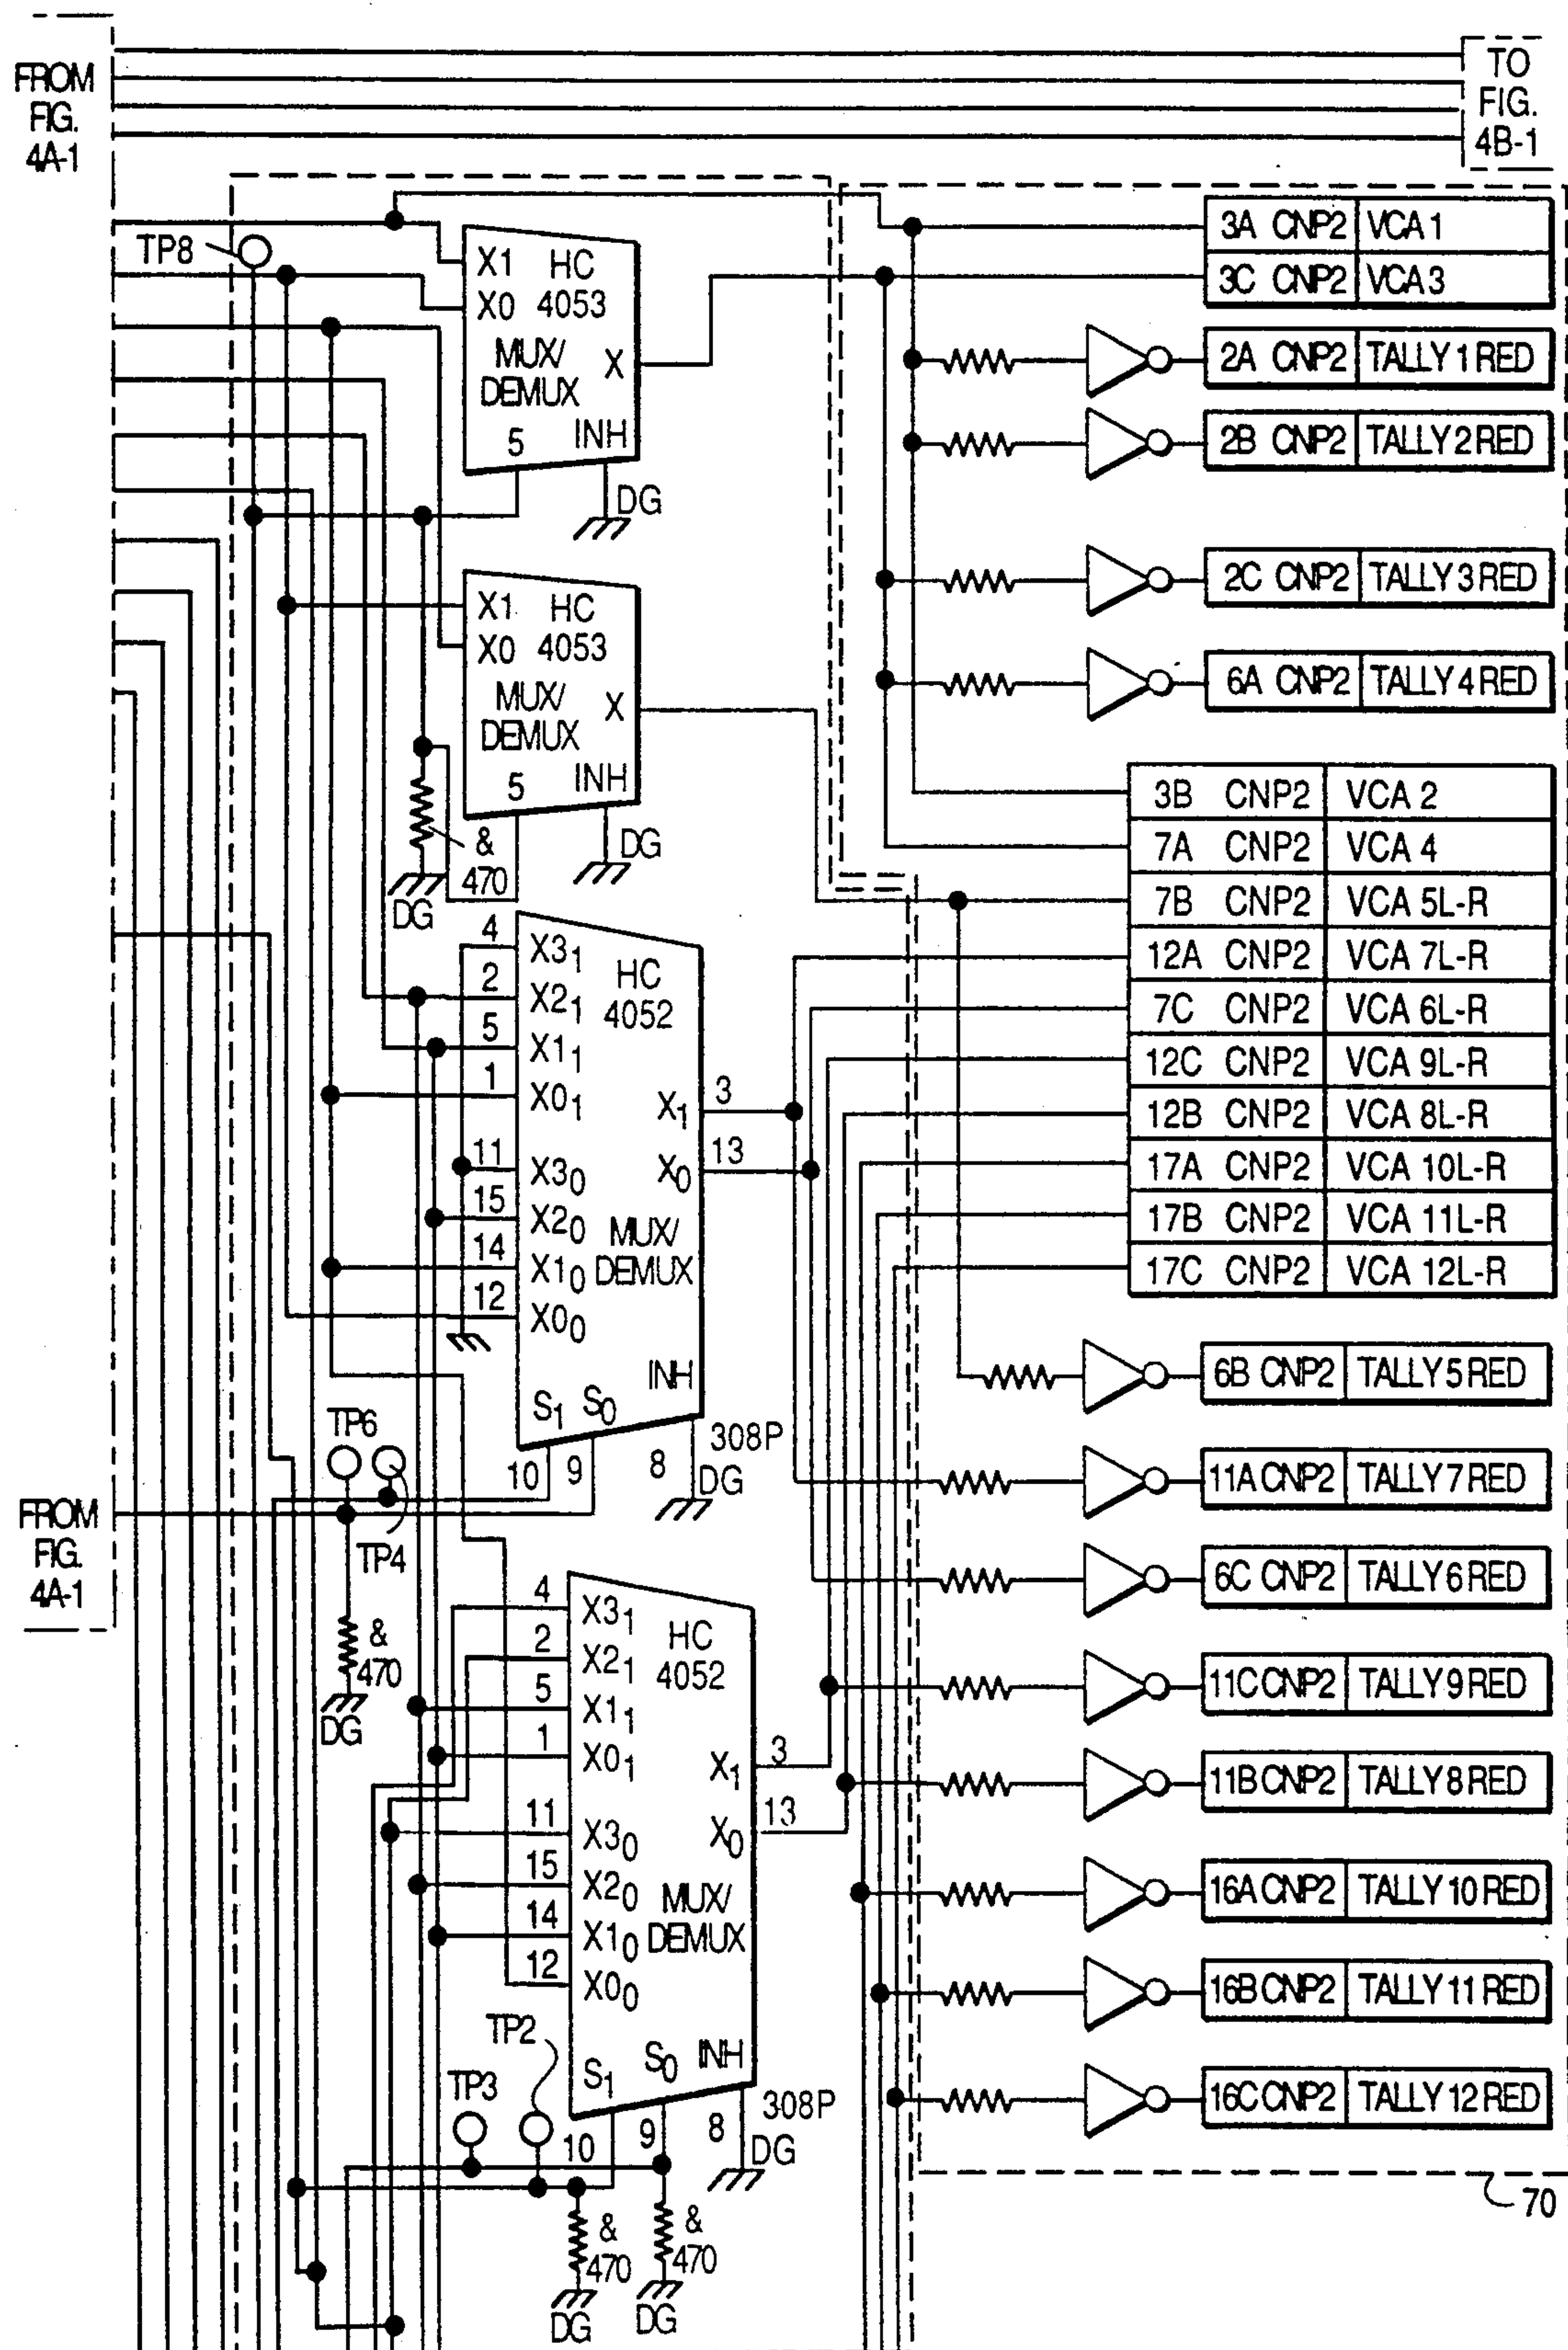 FROM
FIG.
4A-1
TO
FIG.
4B-1
TP8
X1 HC
X0 4053
MUX/
DEMUX
X
5
INH
DG
3A CNP2 VCA 1
3C CNP2 VCA 3
2A CNP2 TALLY 1 RED
2B CNP2 TALLY 2 RED
2C CNP2 TALLY 3 RED
6A CNP2 TALLY 4 RED
X1 HC
X0 4053
MUX/
DEMUX
X
5
INH
DG
&
470
DG
3B CNP2 VCA 2
7A CNP2 VCA 4
7B CNP2 VCA 5L-R
12A CNP2 VCA 7L-R
7C CNP2 VCA 6L-R
12C CNP2 VCA 9L-R
12B CNP2 VCA 8L-R
17A CNP2 VCA 10L-R
17B CNP2 VCA 11L-R
17C CNP2 VCA 12L-R
4 X31
HC
4052
2 X21
5 X11
1 X01
X1 3
11 X30
X0 13
15 X20
MUX/
DEMUX
14 X10
12 X00
INH
S1 S0
308P
10 9 8
DG
TP6
TP4
FROM
FIG.
4A-1
&
470
DG
6B CNP2 TALLY 5 RED
11A CNP2 TALLY 7 RED
6C CNP2 TALLY 6 RED
11C CNP2 TALLY 9 RED
11B CNP2 TALLY 8 RED
16A CNP2 TALLY 10 RED
16B CNP2 TALLY 11 RED
16C CNP2 TALLY 12 RED
4 X31
HC
4052
2 X21
5 X11
1 X01
X1 3
11 X30
X0 13
15 X20
MUX/
DEMUX
14 X10
12 X00
TP2
TP3
S1 S0 INH
308P
10 9 8
DG
&
470
DG
&
470
DG
70